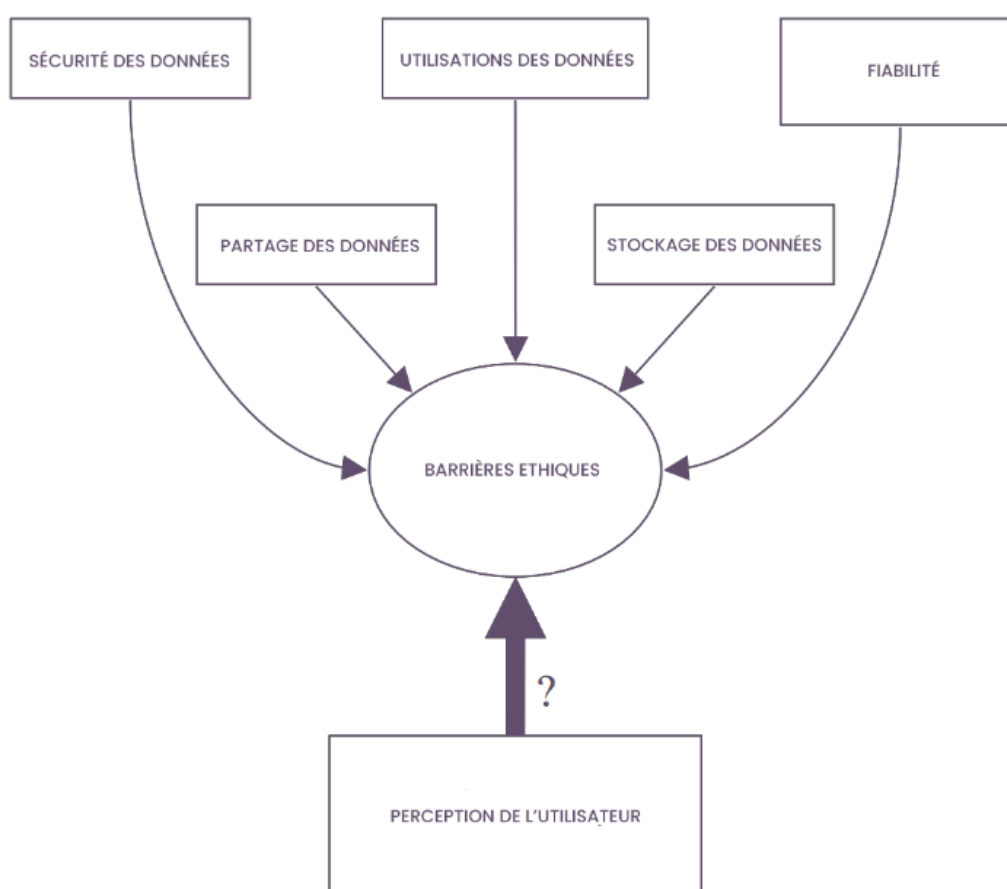 SÉCURITÉ DES DONNÉES
UTILISATIONS DES DONNÉES
FIABILITÉ
PARTAGE DES DONNÉES
STOCKAGE DES DONNÉES
BARRIÈRES ETHIQUES
?
PERCEPTION DE L'UTILISATEUR